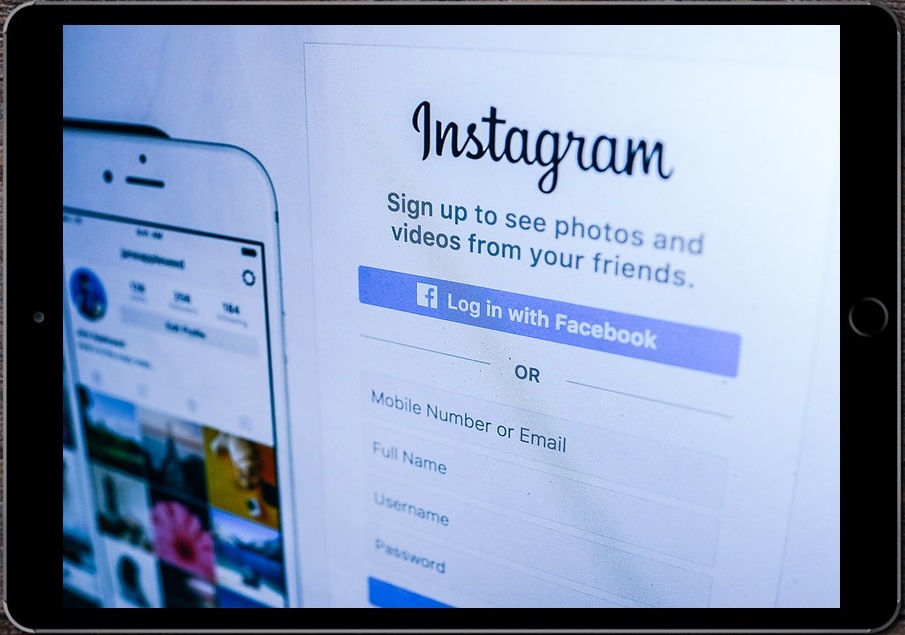 Instagram
Sign up to see photos and
videos from your friends.
Log in with Facebook
OR
Mobile Number or Email
Full Name
Username
Password